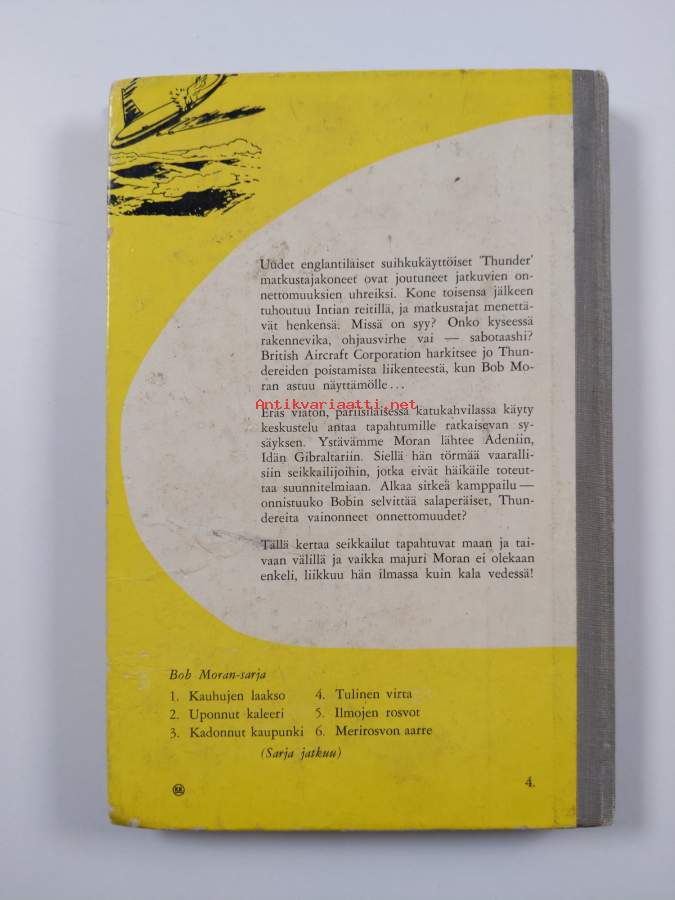 Uudet englantilaiset suihkukäyttöiset 'Thunder'
matkustajakoneet ovat joutuneet jatkuvien on-
nettomuuksien uhreiksi. Kone toisensa jälkeen
tuhoutuu Intian reitillä, ja matkustajat menettä-
vät henkensä. Missä on syy? Onko kyseessä
rakennevika, ohjausvirhe vai — sabotaashi?
British Aircraft Corporation harkitsee jo Thun-
dereiden poistamista liikenteestä, kun Bob Mo-
ran astuu näyttämölle...
Antikvariaatti.net
Eräs viaton, pariisilaisessa katukahvilassa käyty
keskustelu antaa tapahtumille ratkaisevan sy-
säyksen. Ystävämme Moran lähtee Adeniin,
Idän Gibraltariin. Siellä hän törmää vaaralli-
siin seikkailijoihin, jotka eivät häikäile toteut-
taa suunnitelmiaan. Alkaa sitkeä kamppailu —
onnistuuko Bobin selvittää salaperäiset, Thun-
dereita vainonneet onnettomuudet?
Tällä kertaa seikkailut tapahtuvat maan ja tai-
vaan välillä ja vaikka majuri Moran ei olekaan
enkeli, liikkuu hän ilmassa kuin kala vedessä!
Bob Moran-sarja
1. Kauhujen laakso 4. Tulinen virta
2. Uponnut kaleeri 5. Ilmojen rosvot
3. Kadonnut kaupunki 6. Merirosvon aarre
(Sarja jatkuu)
4.